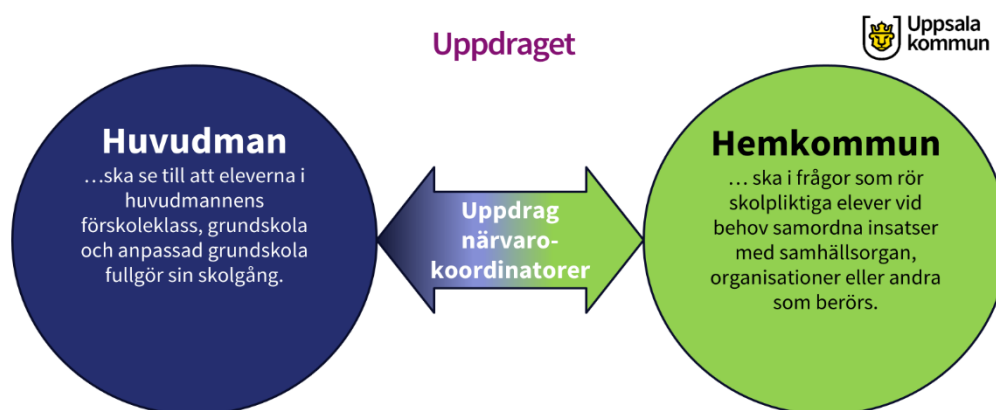 Uppdraget
Uppsala
kommun
Huvudman
...ska se till att eleverna i
huvudmannens
förskoleklass, grundskola
och anpassad grundskola
fullgör sin skolgång.
Uppdrag
närvaro-
koordinatorer
Hemkommun
... ska i frågor som rör
skolpliktiga elever vid
behov samordna insatser
med samhällsorgan,
organisationer eller andra
som berörs.